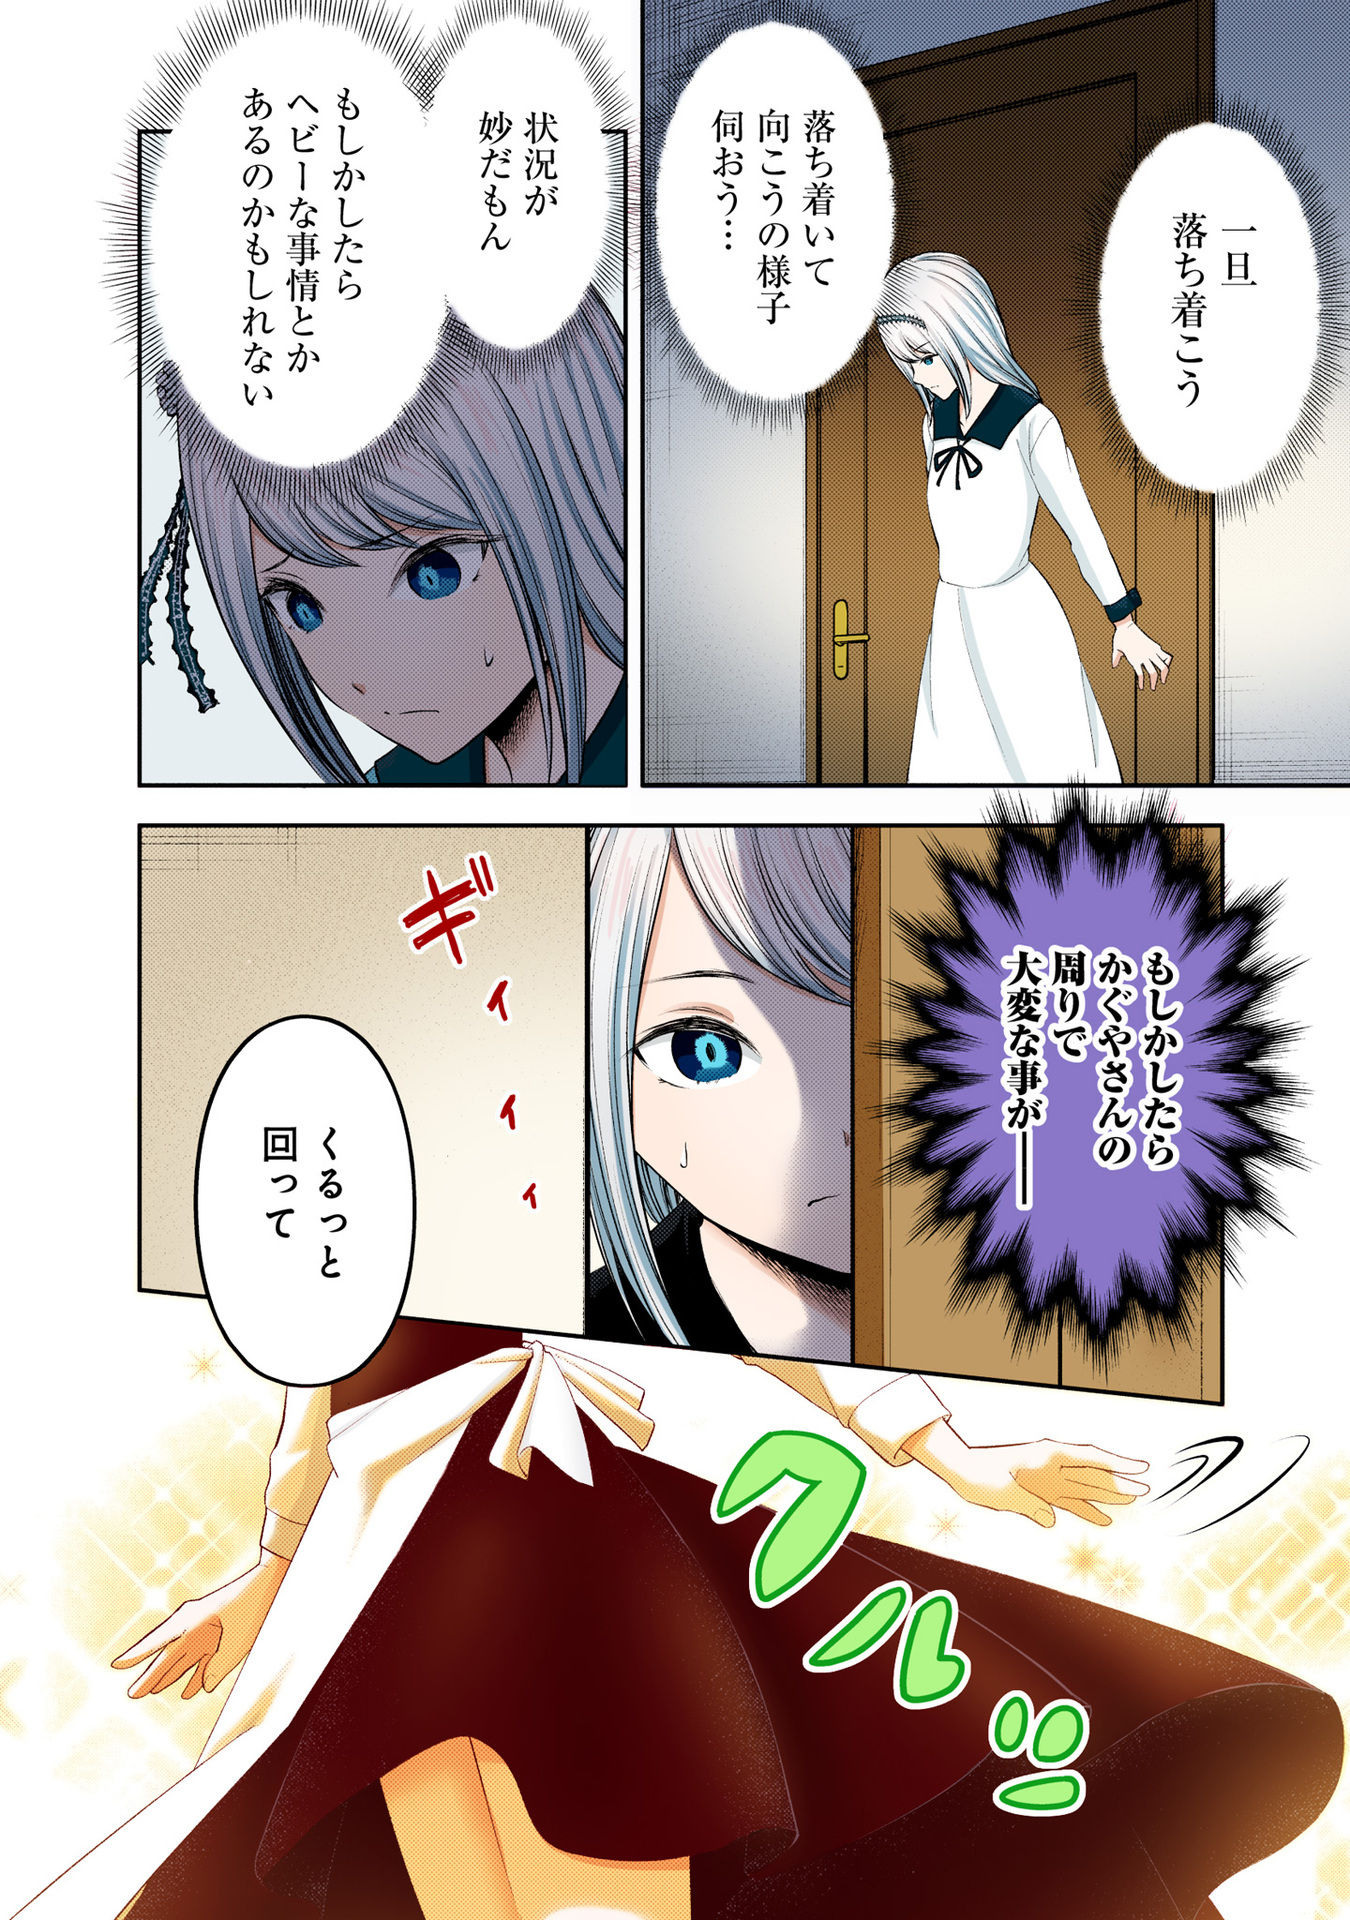 一旦
落ち着こう
落ち着いて
向こうの様子
伺おう…
状況が
妙だもん
もしかしたら
ヘビーな事情とか
あるのかもしれない
もしかしたら
かぐやさんの
周りで
大変な事が――
ギ
イ
イ
イ
くるっと
回って
クルッ